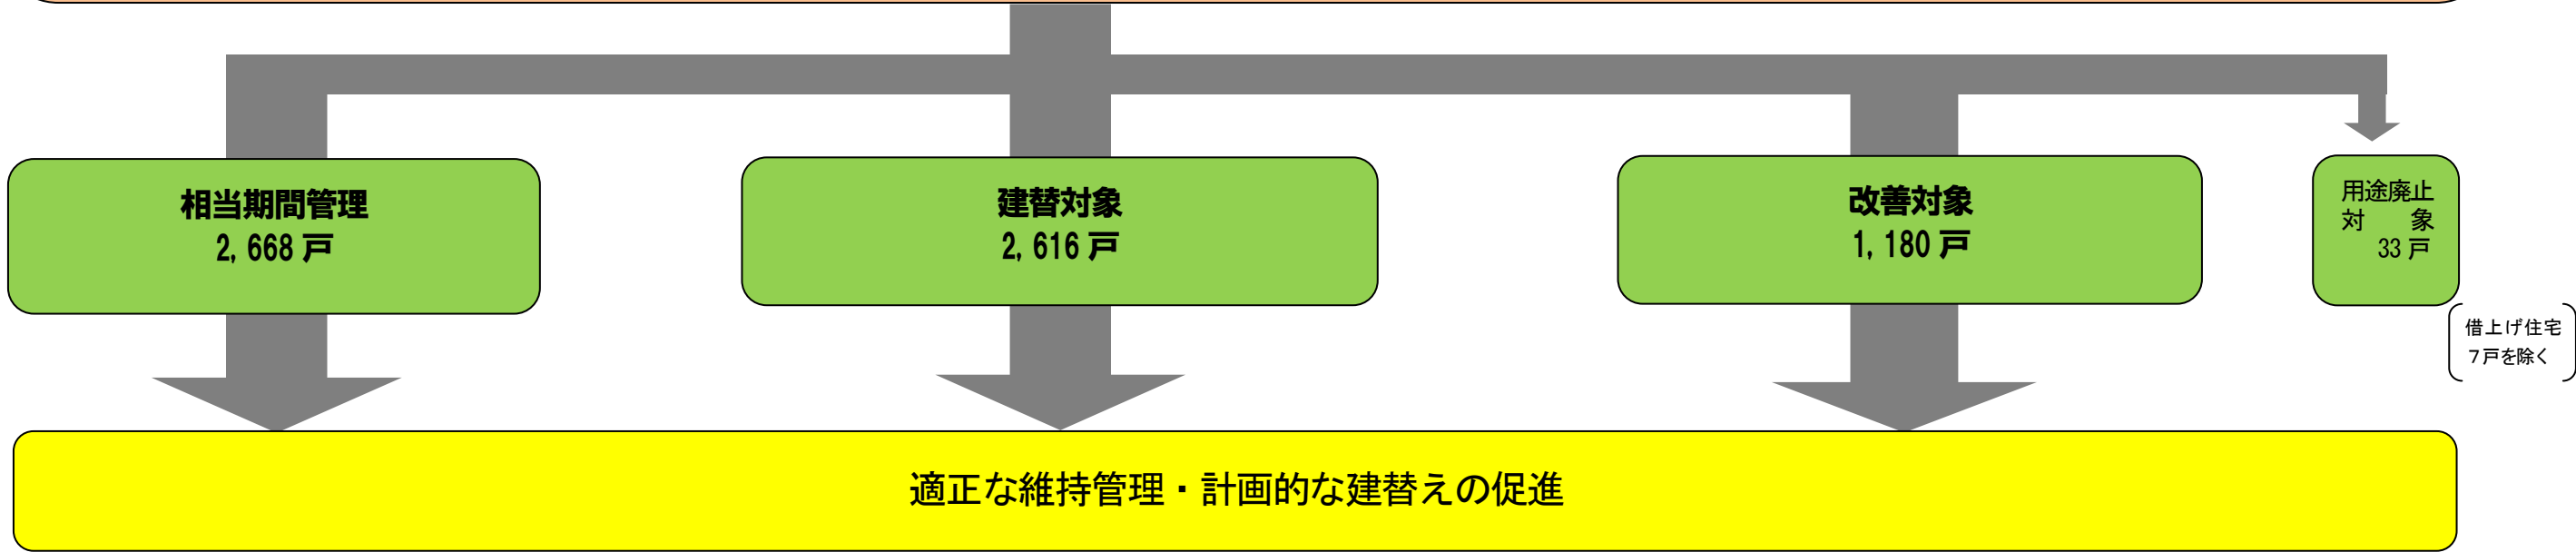 相当期間管理
2,668戸
建替対象
2,616戸
改善対象
1,180戸
用途廃止
対　　象
33戸
借上げ住宅
７戸を除く
適正な維持管理・計画的な建替えの促進